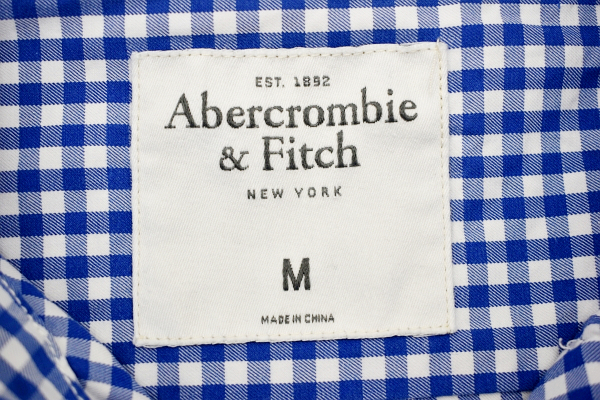 EST. 1892
Abercrombie
& Fitch
NEW YORK
M
MADE IN CHINA